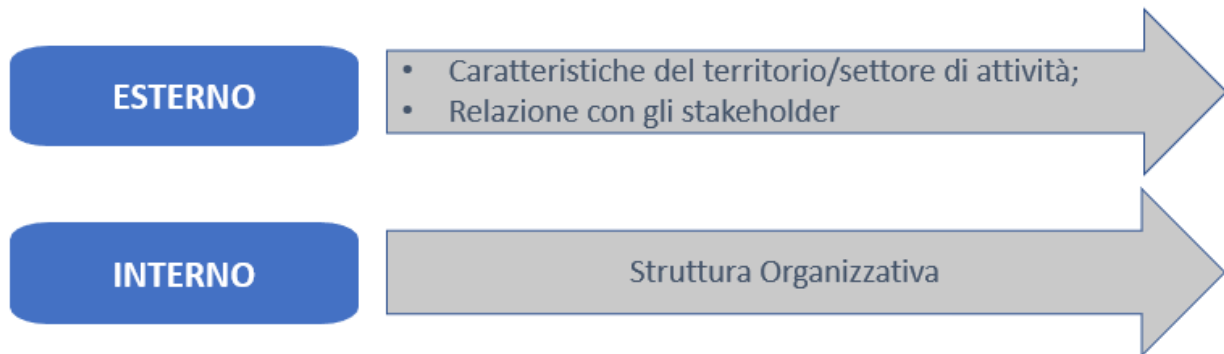 ESTERNO
• Caratteristiche del territorio/settore di attività;
• Relazione con gli stakeholder
INTERNO
Struttura Organizzativa